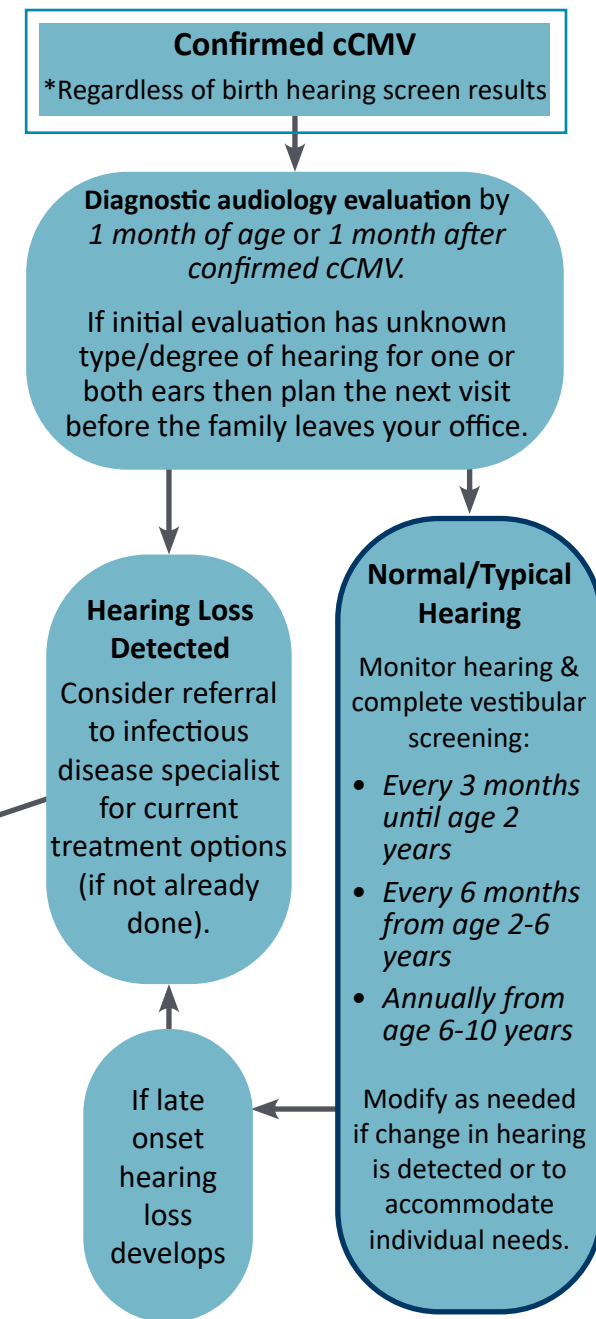 Confirmed cCMV
*Regardless of birth hearing screen results
Diagnostic audiology evaluation by
1 month of age or 1 month after
confirmed cCMV.
If initial evaluation has unknown
type/degree of hearing for one or
both ears then plan the next visit
before the family leaves your office.
Hearing Loss
Detected
Consider referral
to infectious
disease specialist
for current
treatment options
(if not already
done).
Normal/Typical
Hearing
Monitor hearing &
complete vestibular
screening:
• Every 3 months
until age 2
years
• Every 6 months
from age 2-6
years
• Annually from
age 6-10 years
Modify as needed
if change in hearing
is detected or to
accommodate
individual needs.
If late
onset
hearing
loss
develops